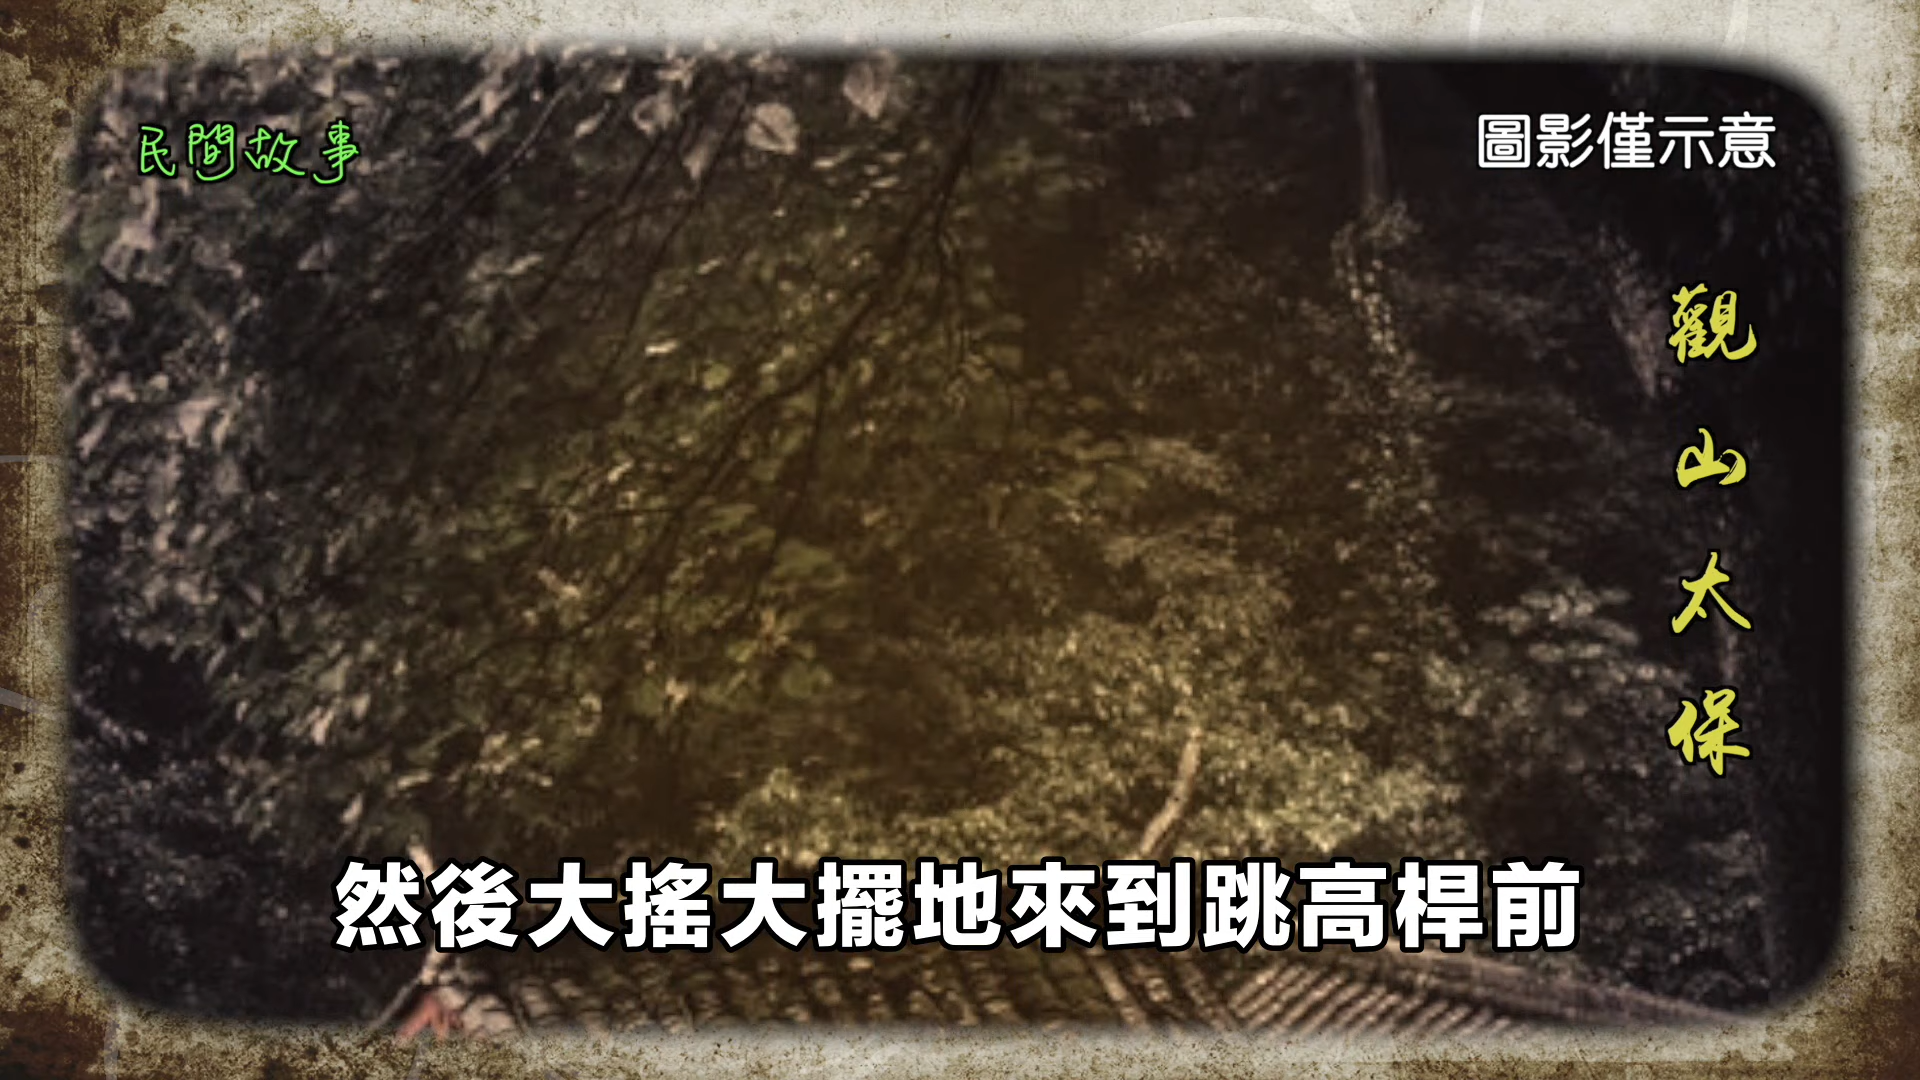 民間故事
圖影僅示意
觀山太保
然後大搖大擺地來到跳高桿前